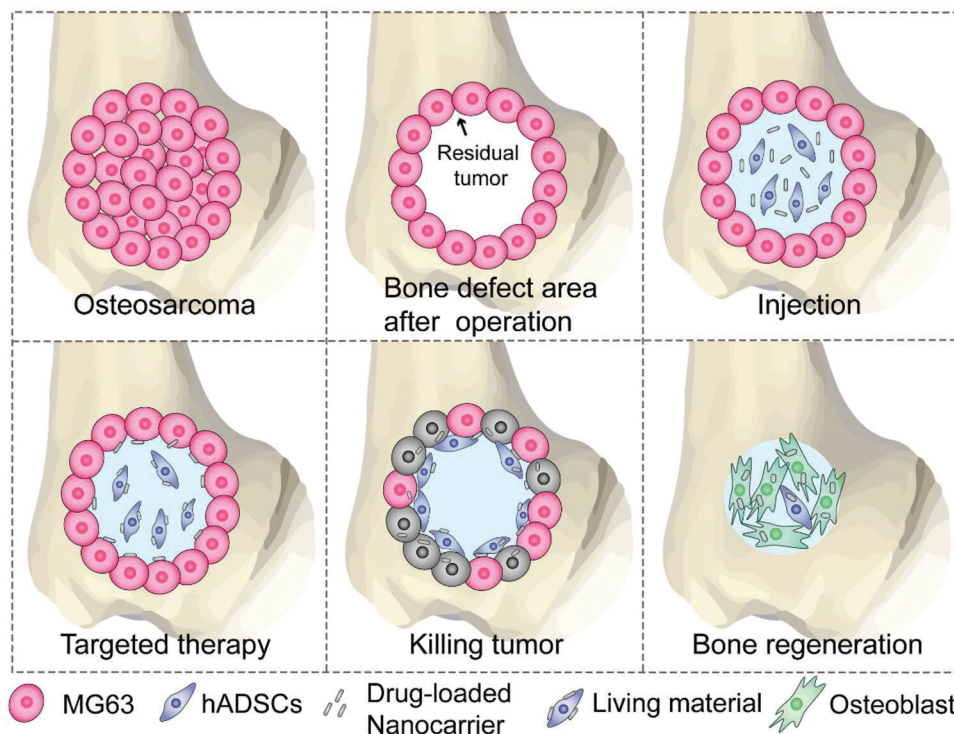 Residual
tumor
Osteosarcoma
Bone defect area
after operation
Injection
Targeted therapy
Killing tumor
Bone regeneration
MG63
hADSCs
Drug-loaded
Nanocarrier
Living material
Osteoblast